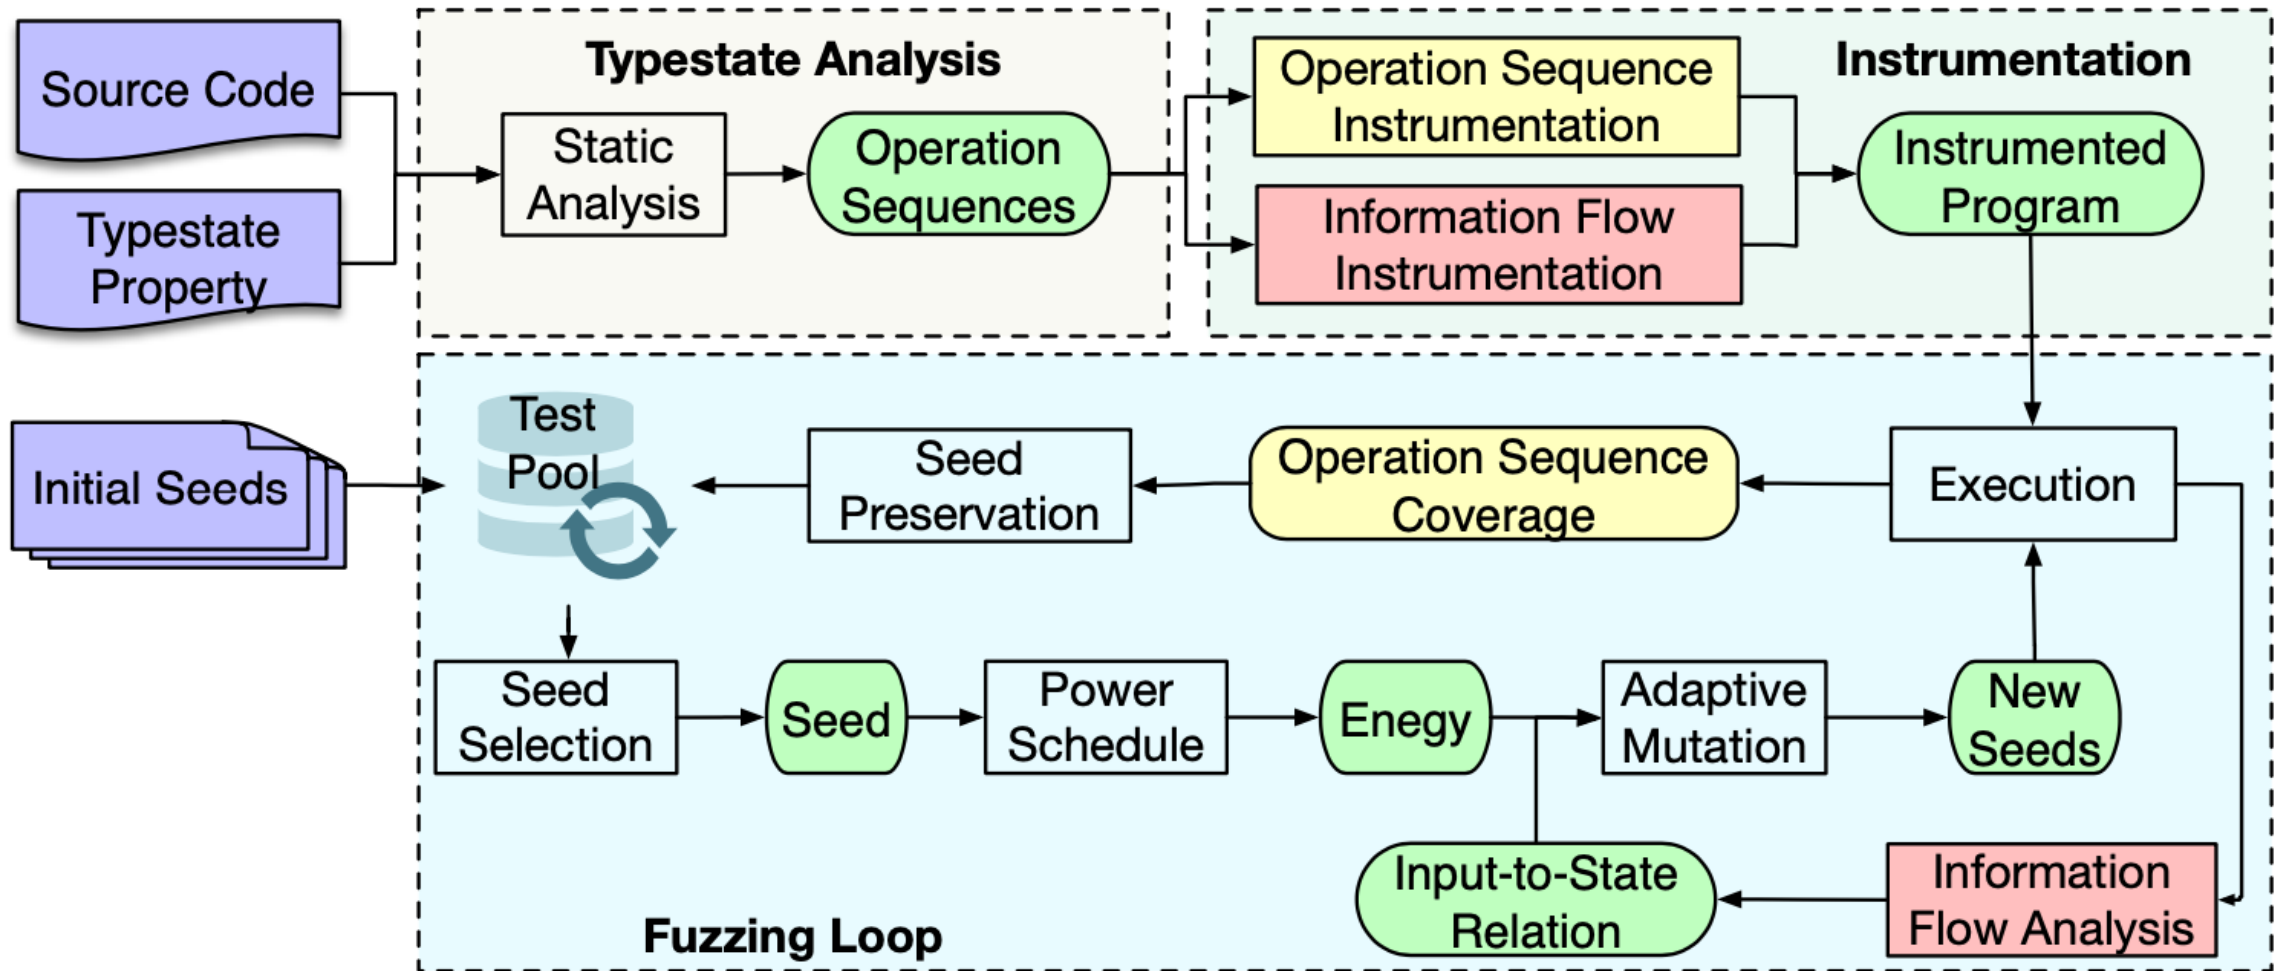 Source Code
Typestate
Property
Typestate Analysis
Static
Analysis
Operation
Sequences
Instrumentation
Operation Sequence
Instrumentation
Information Flow
Instrumentation
Instrumented
Program
Initial Seeds
Test
Pool
Seed
Preservation
Operation Sequence
Coverage
Execution
Seed
Selection
Seed
Power
Schedule
Enegy
Adaptive
Mutation
New
Seeds
Input-to-State
Relation
Information
Flow Analysis
Fuzzing Loop